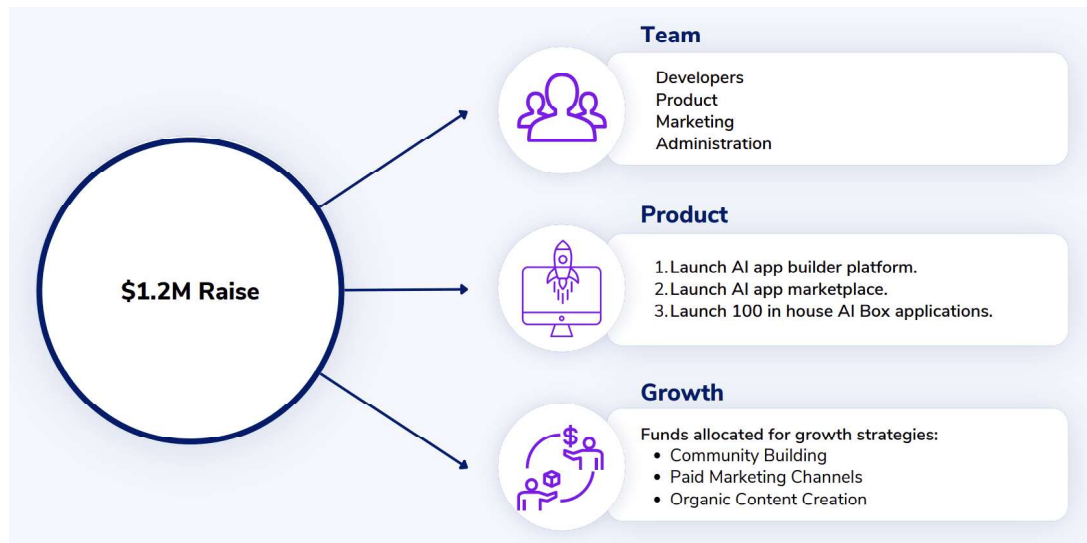 Team
Developers
Product
Marketing
Administration
$1.2M Raise
Product
1.Launch AI app builder platform.
2.Launch AI app marketplace.
3.Launch 100 in house AI Box applications.
Growth
Funds allocated for growth strategies:
• Community Building
• Paid Marketing Channels
• Organic Content Creation
$